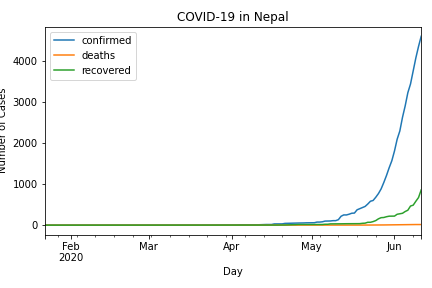 COVID-19 in Nepal
confirmed
deaths
recovered
4000
3000
2000
1000
0
Number of Cases
Feb Mar Apr May Jun
2020
Day